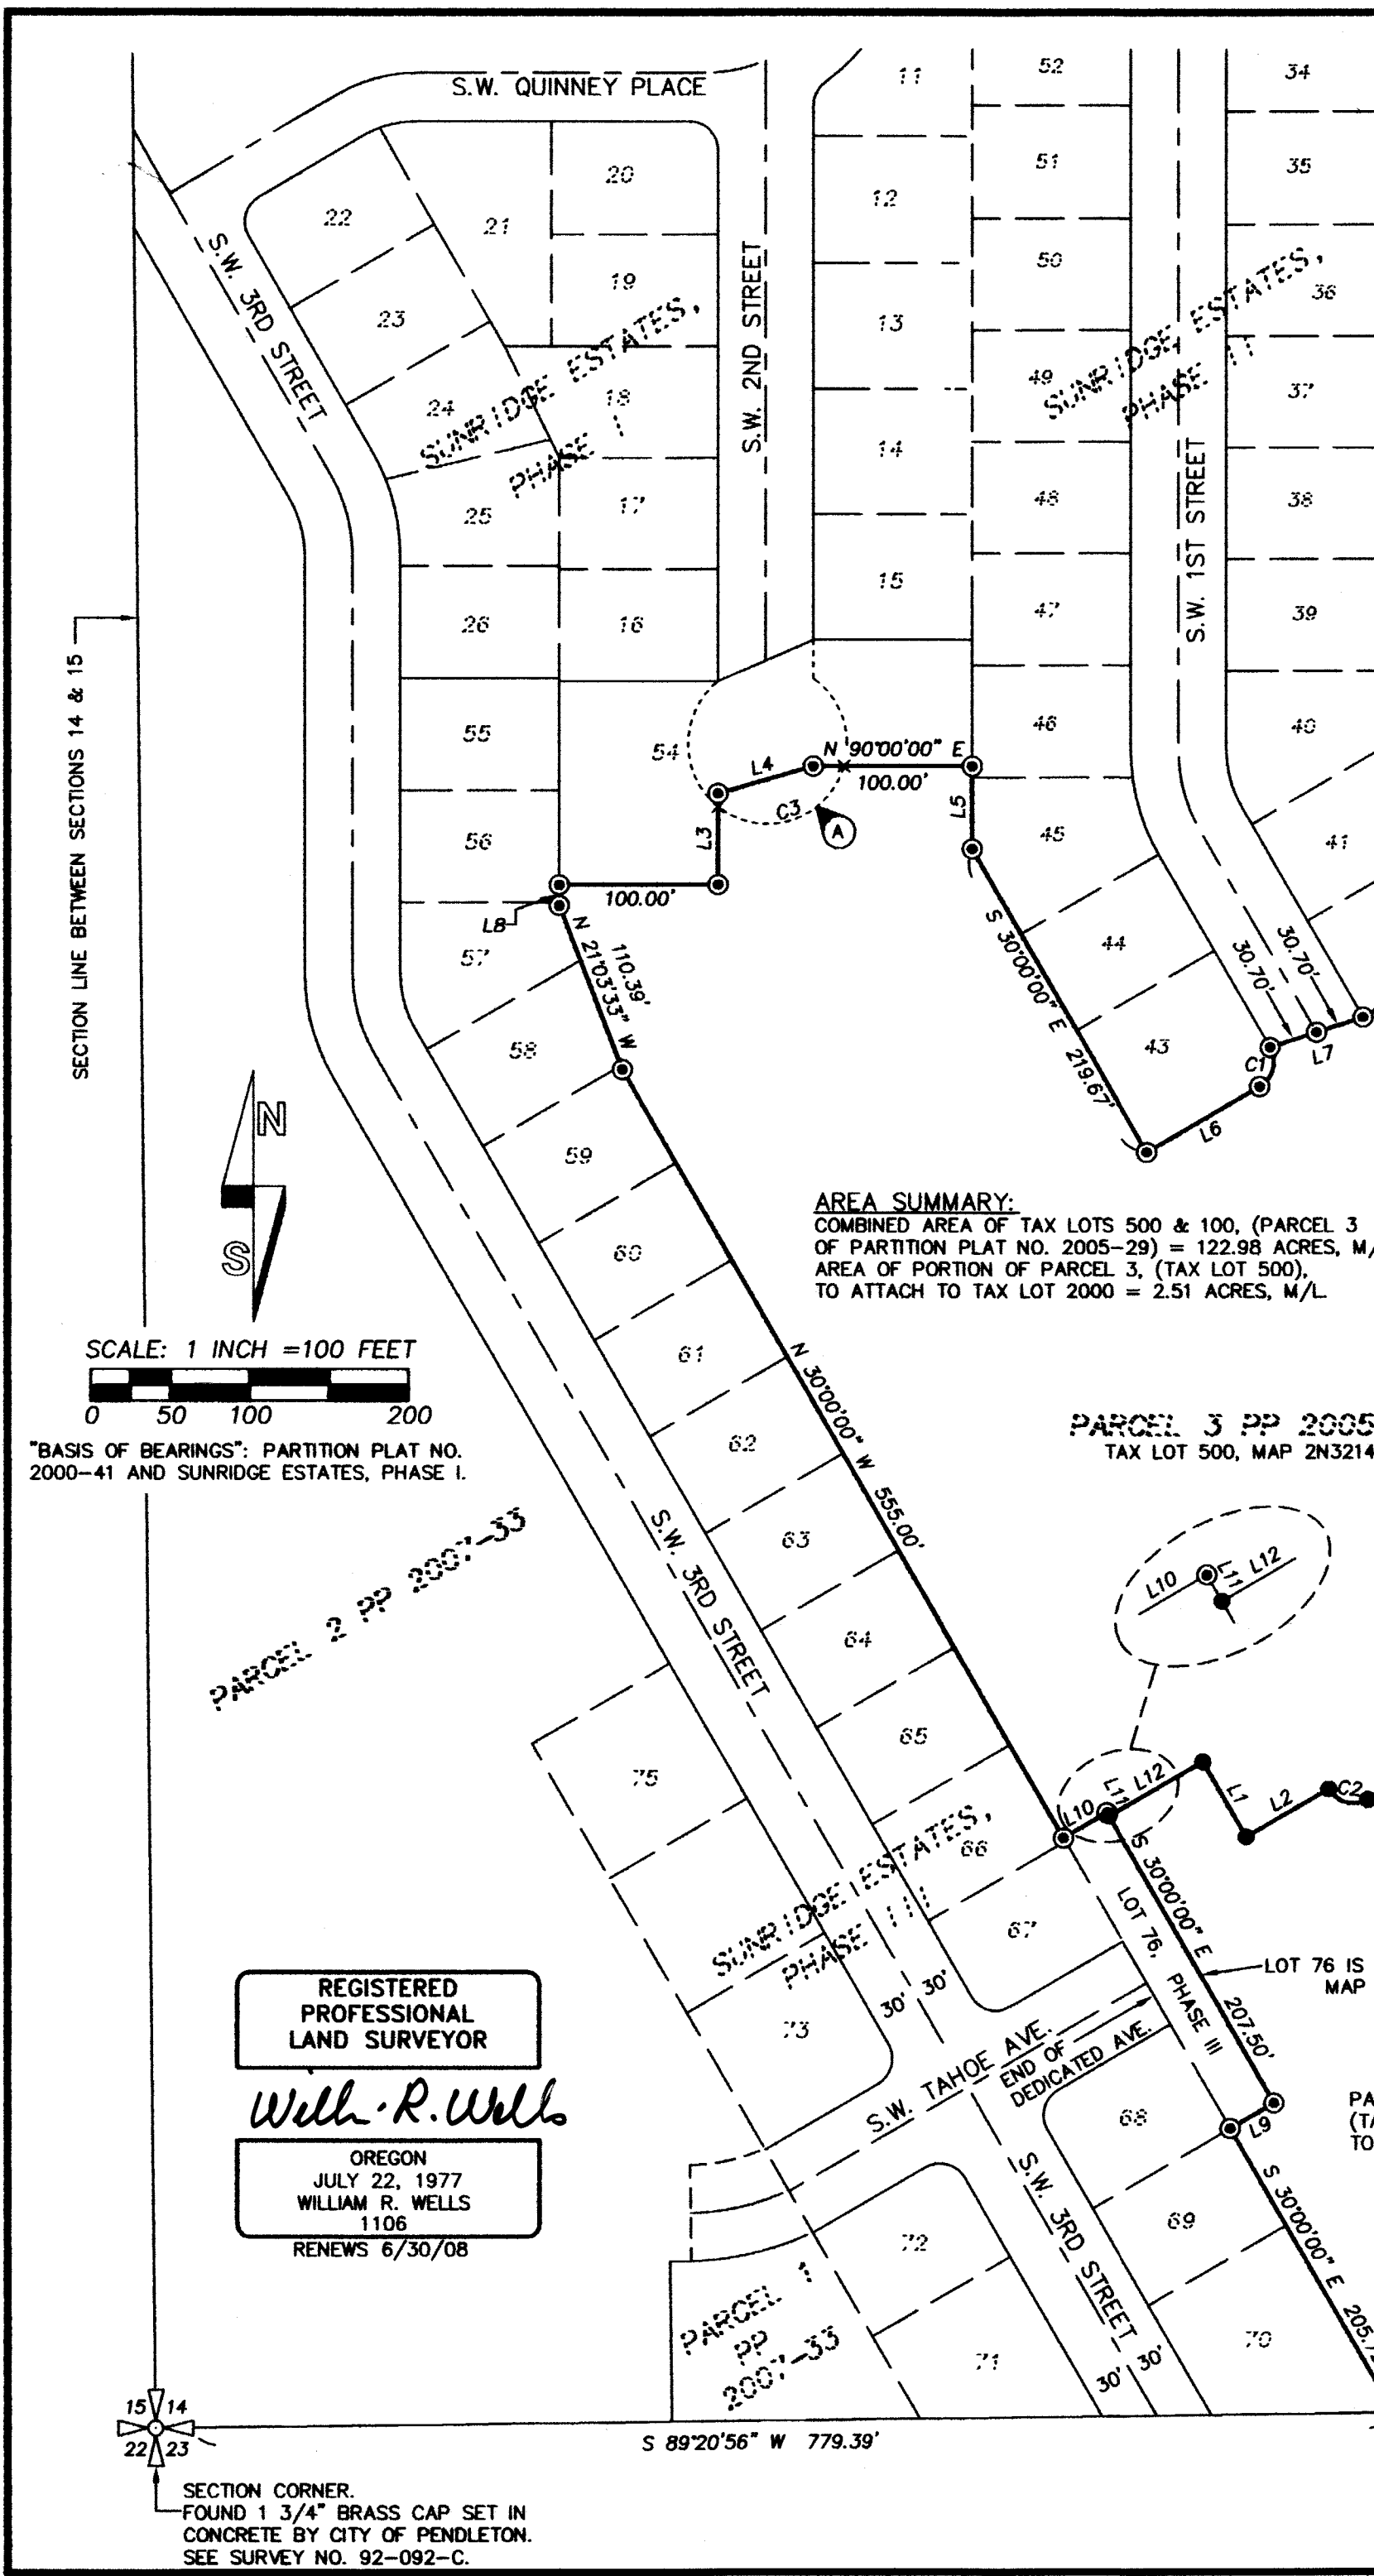 S.W. QUINNEY PLACE
11
52
34
12
51
35
20
22
21
50
36
19
23
13
S.W. 3RD STREET
S.W. 2ND STREET
SUNRIDGE ESTATES,
PHASE I
SUNRIDGE ESTATES,
PHASE II
18
24
49
37
14
17
25
48
38
S.W. 1ST STREET
15
16
26
47
39
SECTION LINE BETWEEN SECTIONS 14 & 15
55
54
46
40
L4
N 90°00'00" E
100.00'
C3
A
L3
L5
45
41
56
100.00'
L8
57
N 21°03'33" W
110.39'
S 30°00'00" E 219.67'
44
30.70'
30.70'
58
43
C1
L7
L6
N
S
59
AREA SUMMARY:
COMBINED AREA OF TAX LOTS 500 & 100, (PARCEL 3
OF PARTITION PLAT NO. 2005-29) = 122.98 ACRES, M/
AREA OF PORTION OF PARCEL 3, (TAX LOT 500),
TO ATTACH TO TAX LOT 2000 = 2.51 ACRES, M/L
60
61
SCALE: 1 INCH =100 FEET
0 50 100 200
"BASIS OF BEARINGS": PARTITION PLAT NO.
2000-41 AND SUNRIDGE ESTATES, PHASE I.
N 30°00'00" W 555.00'
62
PARCEL 3 PP 2005
TAX LOT 500, MAP 2N3214
63
PARCEL 2 PP 2007-33
S.W. 3RD STREET
L10
L11
L12
64
65
75
L10
L11
L12
L1
L2
C2
66
SUNRIDGE ESTATES,
PHASE III
S 30°00'00" E 207.50'
LOT 76, PHASE III
LOT 76 IS
MAP
67
73
30'
30'
S.W. TAHOE AVE.
END OF
DEDICATED AVE.
REGISTERED
PROFESSIONAL
LAND SURVEYOR
Willi. R. Wells
OREGON
JULY 22, 1977
WILLIAM R. WELLS
1106
RENEWS 6/30/08
68
L9
PA
(TA
TO
S.W. 3RD STREET
69
S 30°00'00" E 205.7
72
PARCEL 1
PP
2007-33
71
70
30'
30'
15
14
22
23
S 89°20'56" W 779.39'
SECTION CORNER.
FOUND 1 3/4" BRASS CAP SET IN
CONCRETE BY CITY OF PENDLETON.
SEE SURVEY NO. 92-092-C.